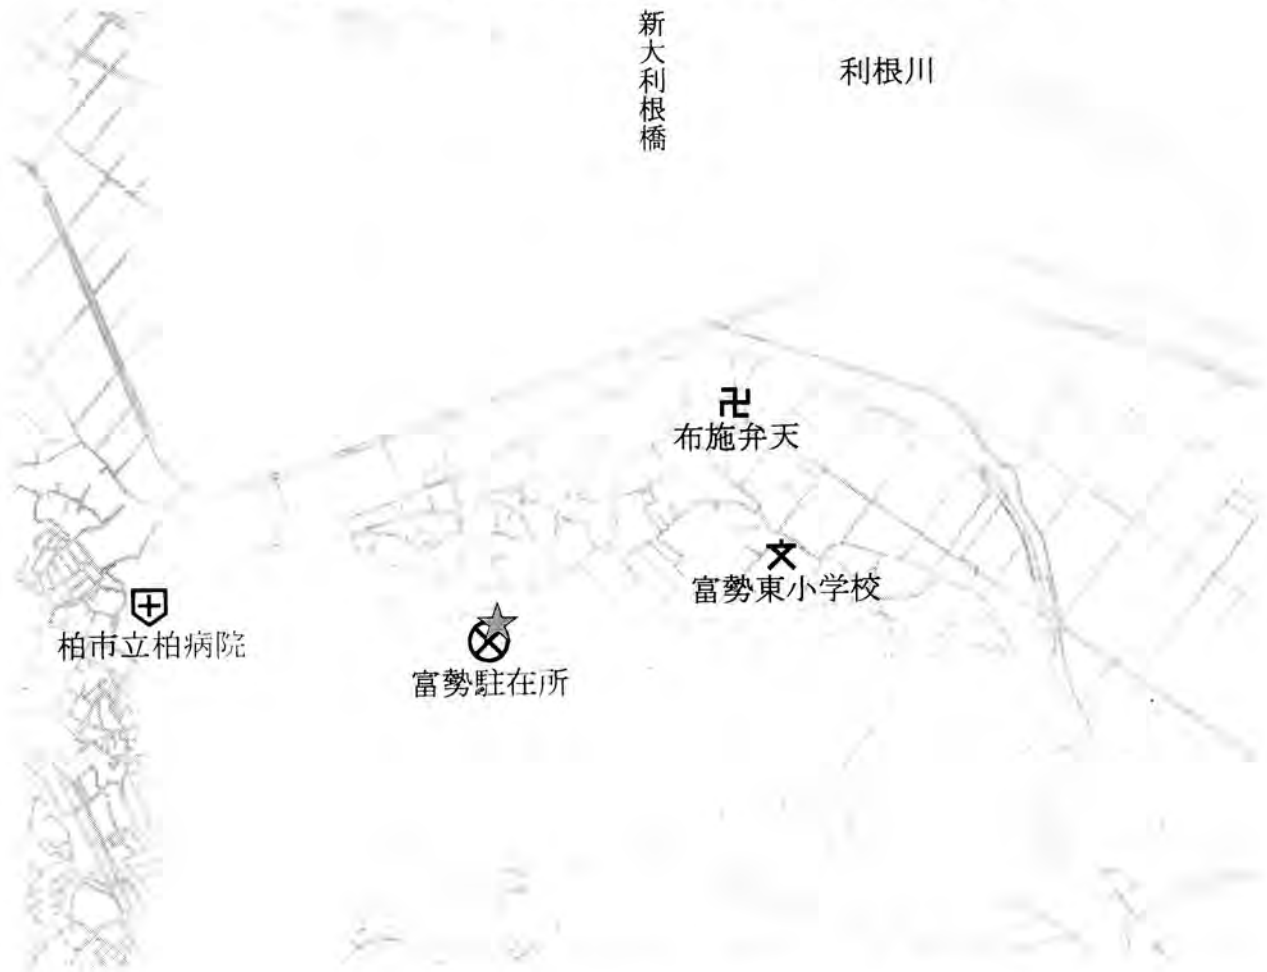 新大利根橋
利根川
布施弁天
富勢東小学校
柏市立柏病院
富勢駐在所